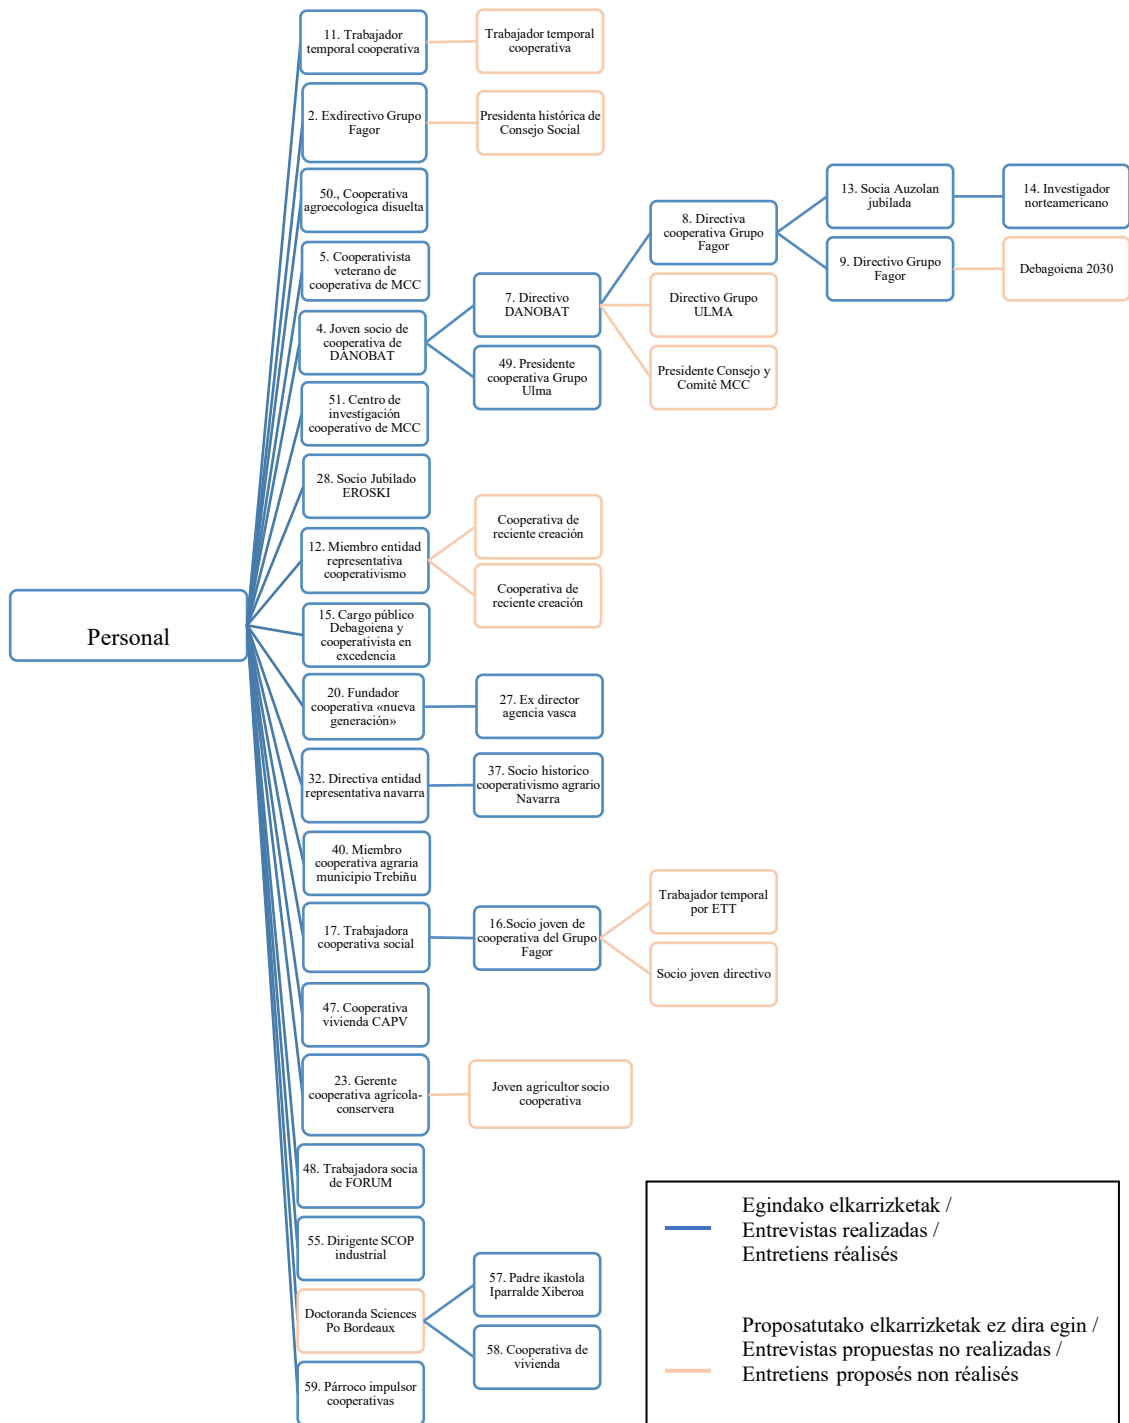 11. Trabajador
temporal cooperativa
Trabajador temporal
cooperativa
2. Exdirectivo Grupo
Fagor
Presidenta histórica de
Consejo Social
50., Cooperativa
agroecologica disuelta
5. Cooperativista
veterano de
cooperativa de MCC
4. Joven socio de
cooperativa de
DANOBAT
7. Directivo
DANOBAT
8. Directiva
cooperativa Grupo
Fagor
13. Socia Auzolan
jubilada
14. Investigador
norteamericano
9. Directivo Grupo
Fagor
Debagoiena 2030
Directivo Grupo
ULMA
Presidente Consejo y
Comitè MCC
49. Presidente
cooperativa Grupo
Ulma
51. Centro de
investigación
cooperativo de MCC
28. Socio Jubilado
EROSKI
12. Miembro entidad
representativa
cooperativismo
Cooperativa de
reciente creación
Cooperativa de
reciente creación
Personal
15. Cargo público
Debagoiena y
cooperativista en
excedencia
20. Fundador
cooperativa «nueva
generación»
27. Ex director
agencia vasca
32. Directiva entidad
representativa navarra
37. Socio historico
cooperativismo agrario
Navarra
40. Miembro
cooperativa agraria
municipio Trebiñu
17. Trabajadora
cooperativa social
16.Socio joven de
cooperativa del Grupo
Fagor
Trabajador temporal
por ETT
Socio joven directivo
47. Cooperativa
vivienda CAPV
23. Gerente
cooperativa agrícola-
conservera
Joven agricultor socio
cooperativa
48. Trabajadora socia
de FORUM
55. Dirigente SCOP
industrial
Doctoranda Sciences
Po Bordeaux
57. Padre ikastola
Iparralde Xiberoa
58. Cooperativa de
vivienda
59. Párroco impulsor
cooperativas
Egindako elkarrizketak /
Entrevistas realizadas /
Entretiens réalisés
Proposatutako elkarrizketak ez dira egin /
Entrevistas propuestas no realizadas /
Entretiens proposés non réalisés